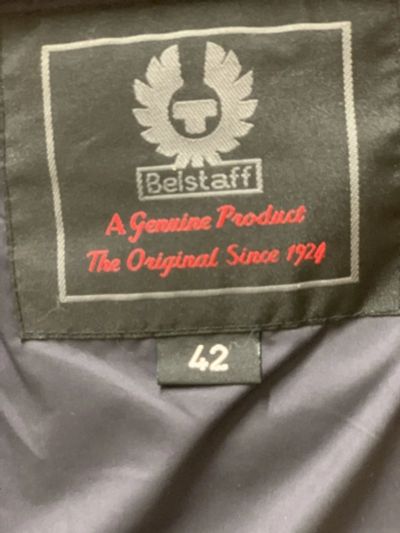 Belstaff
A Genuine Product
The Original Since 1924
42